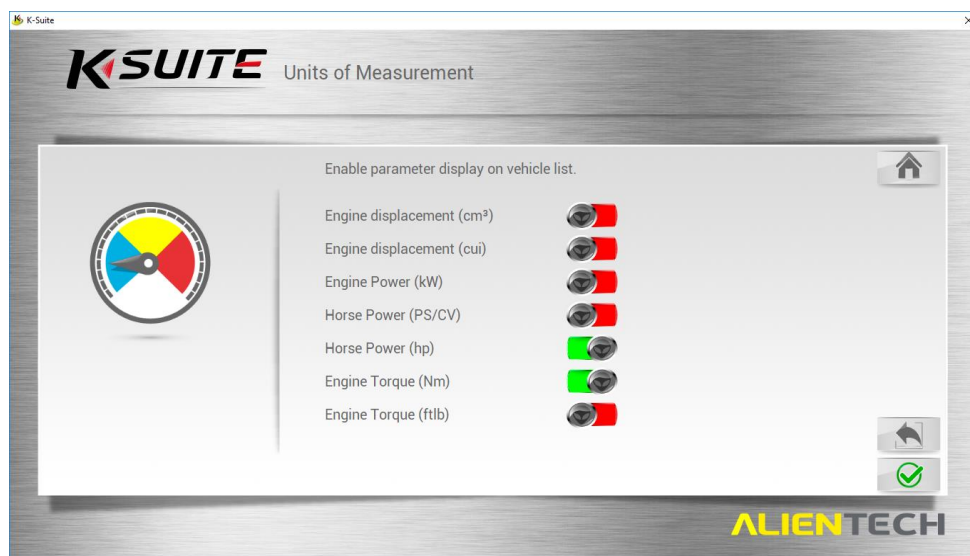 K-Suite
KSUITE Units of Measurement
Enable parameter display on vehicle list.
Engine displacement (cm³)
Engine displacement (cui)
Engine Power (kW)
Horse Power (PS/CV)
Horse Power (hp)
Engine Torque (Nm)
Engine Torque (ftlb)
ALIENTECH